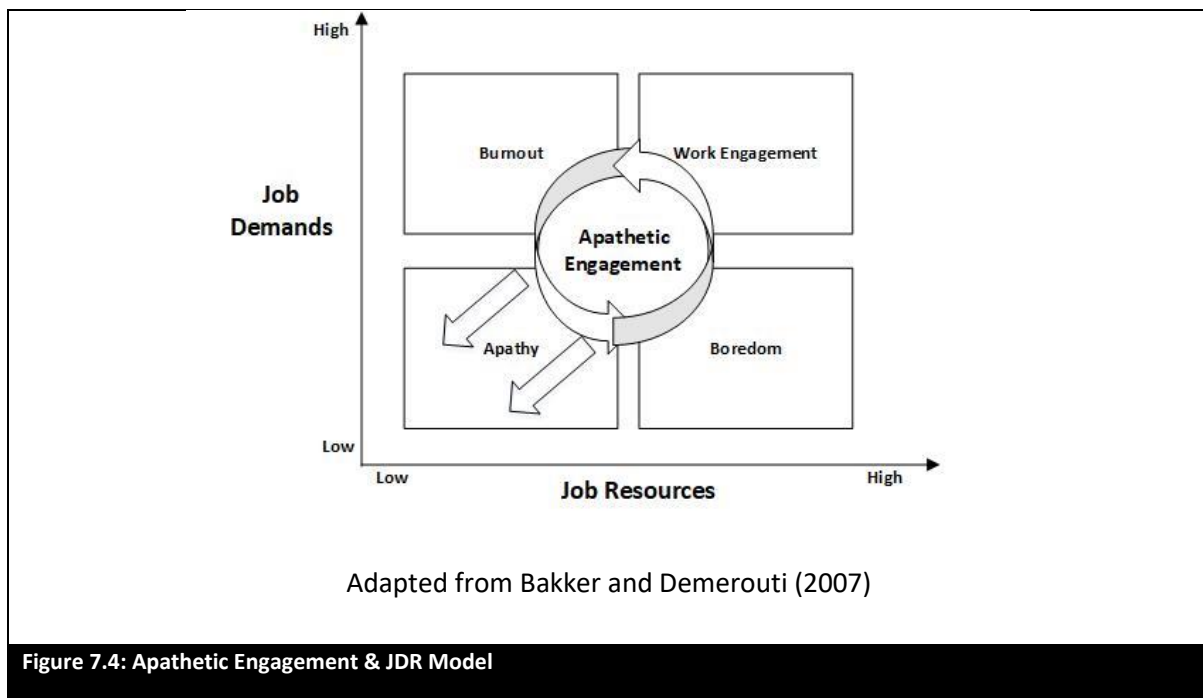 High
Burnout
Work Engagement
Job
Demands
Apathetic
Engagement
Apathy
Boredom
Low
Low
Job Resources
High
Adapted from Bakker and Demerouti (2007)
Figure 7.4: Apathetic Engagement & JDR Model